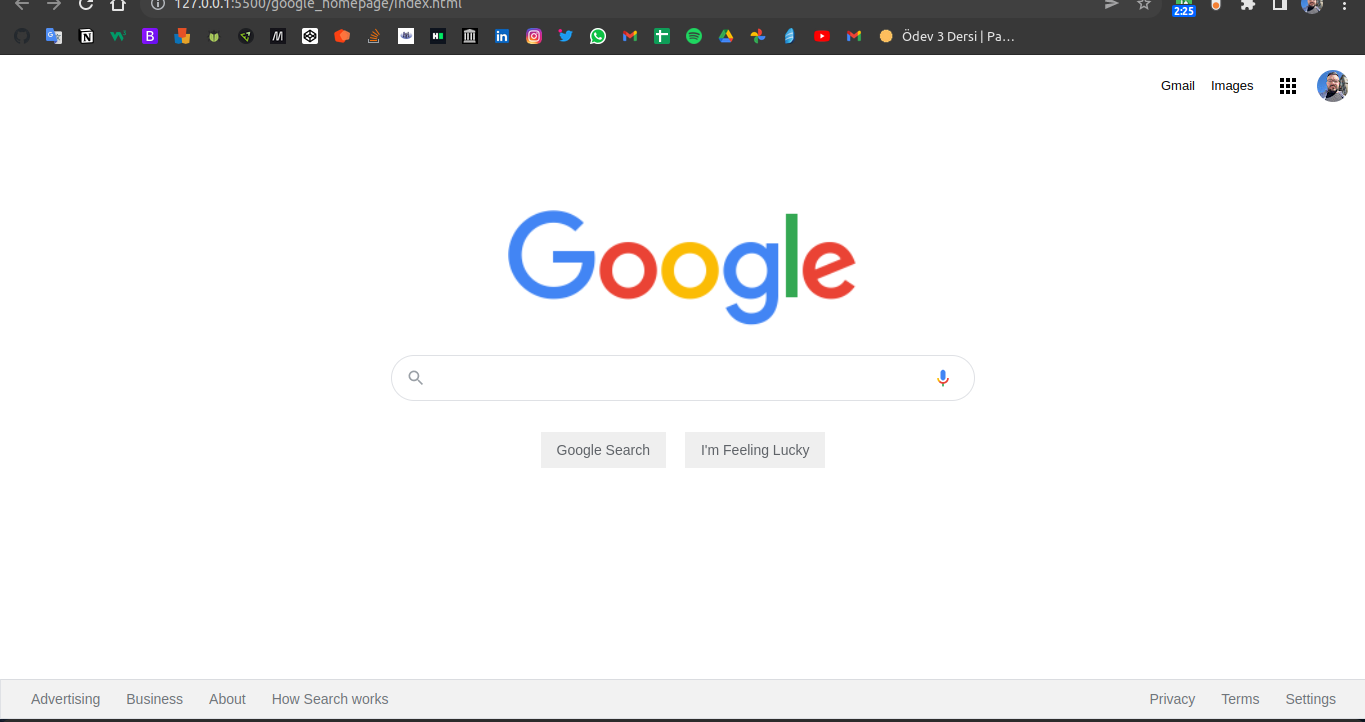 127.0.0.1:5500/google_homepage/index.html
2:25
Ödev 3 Dersi | Pa...
Gmail Images
Google
Google Search I'm Feeling Lucky
Advertising Business About How Search works Privacy Terms Settings